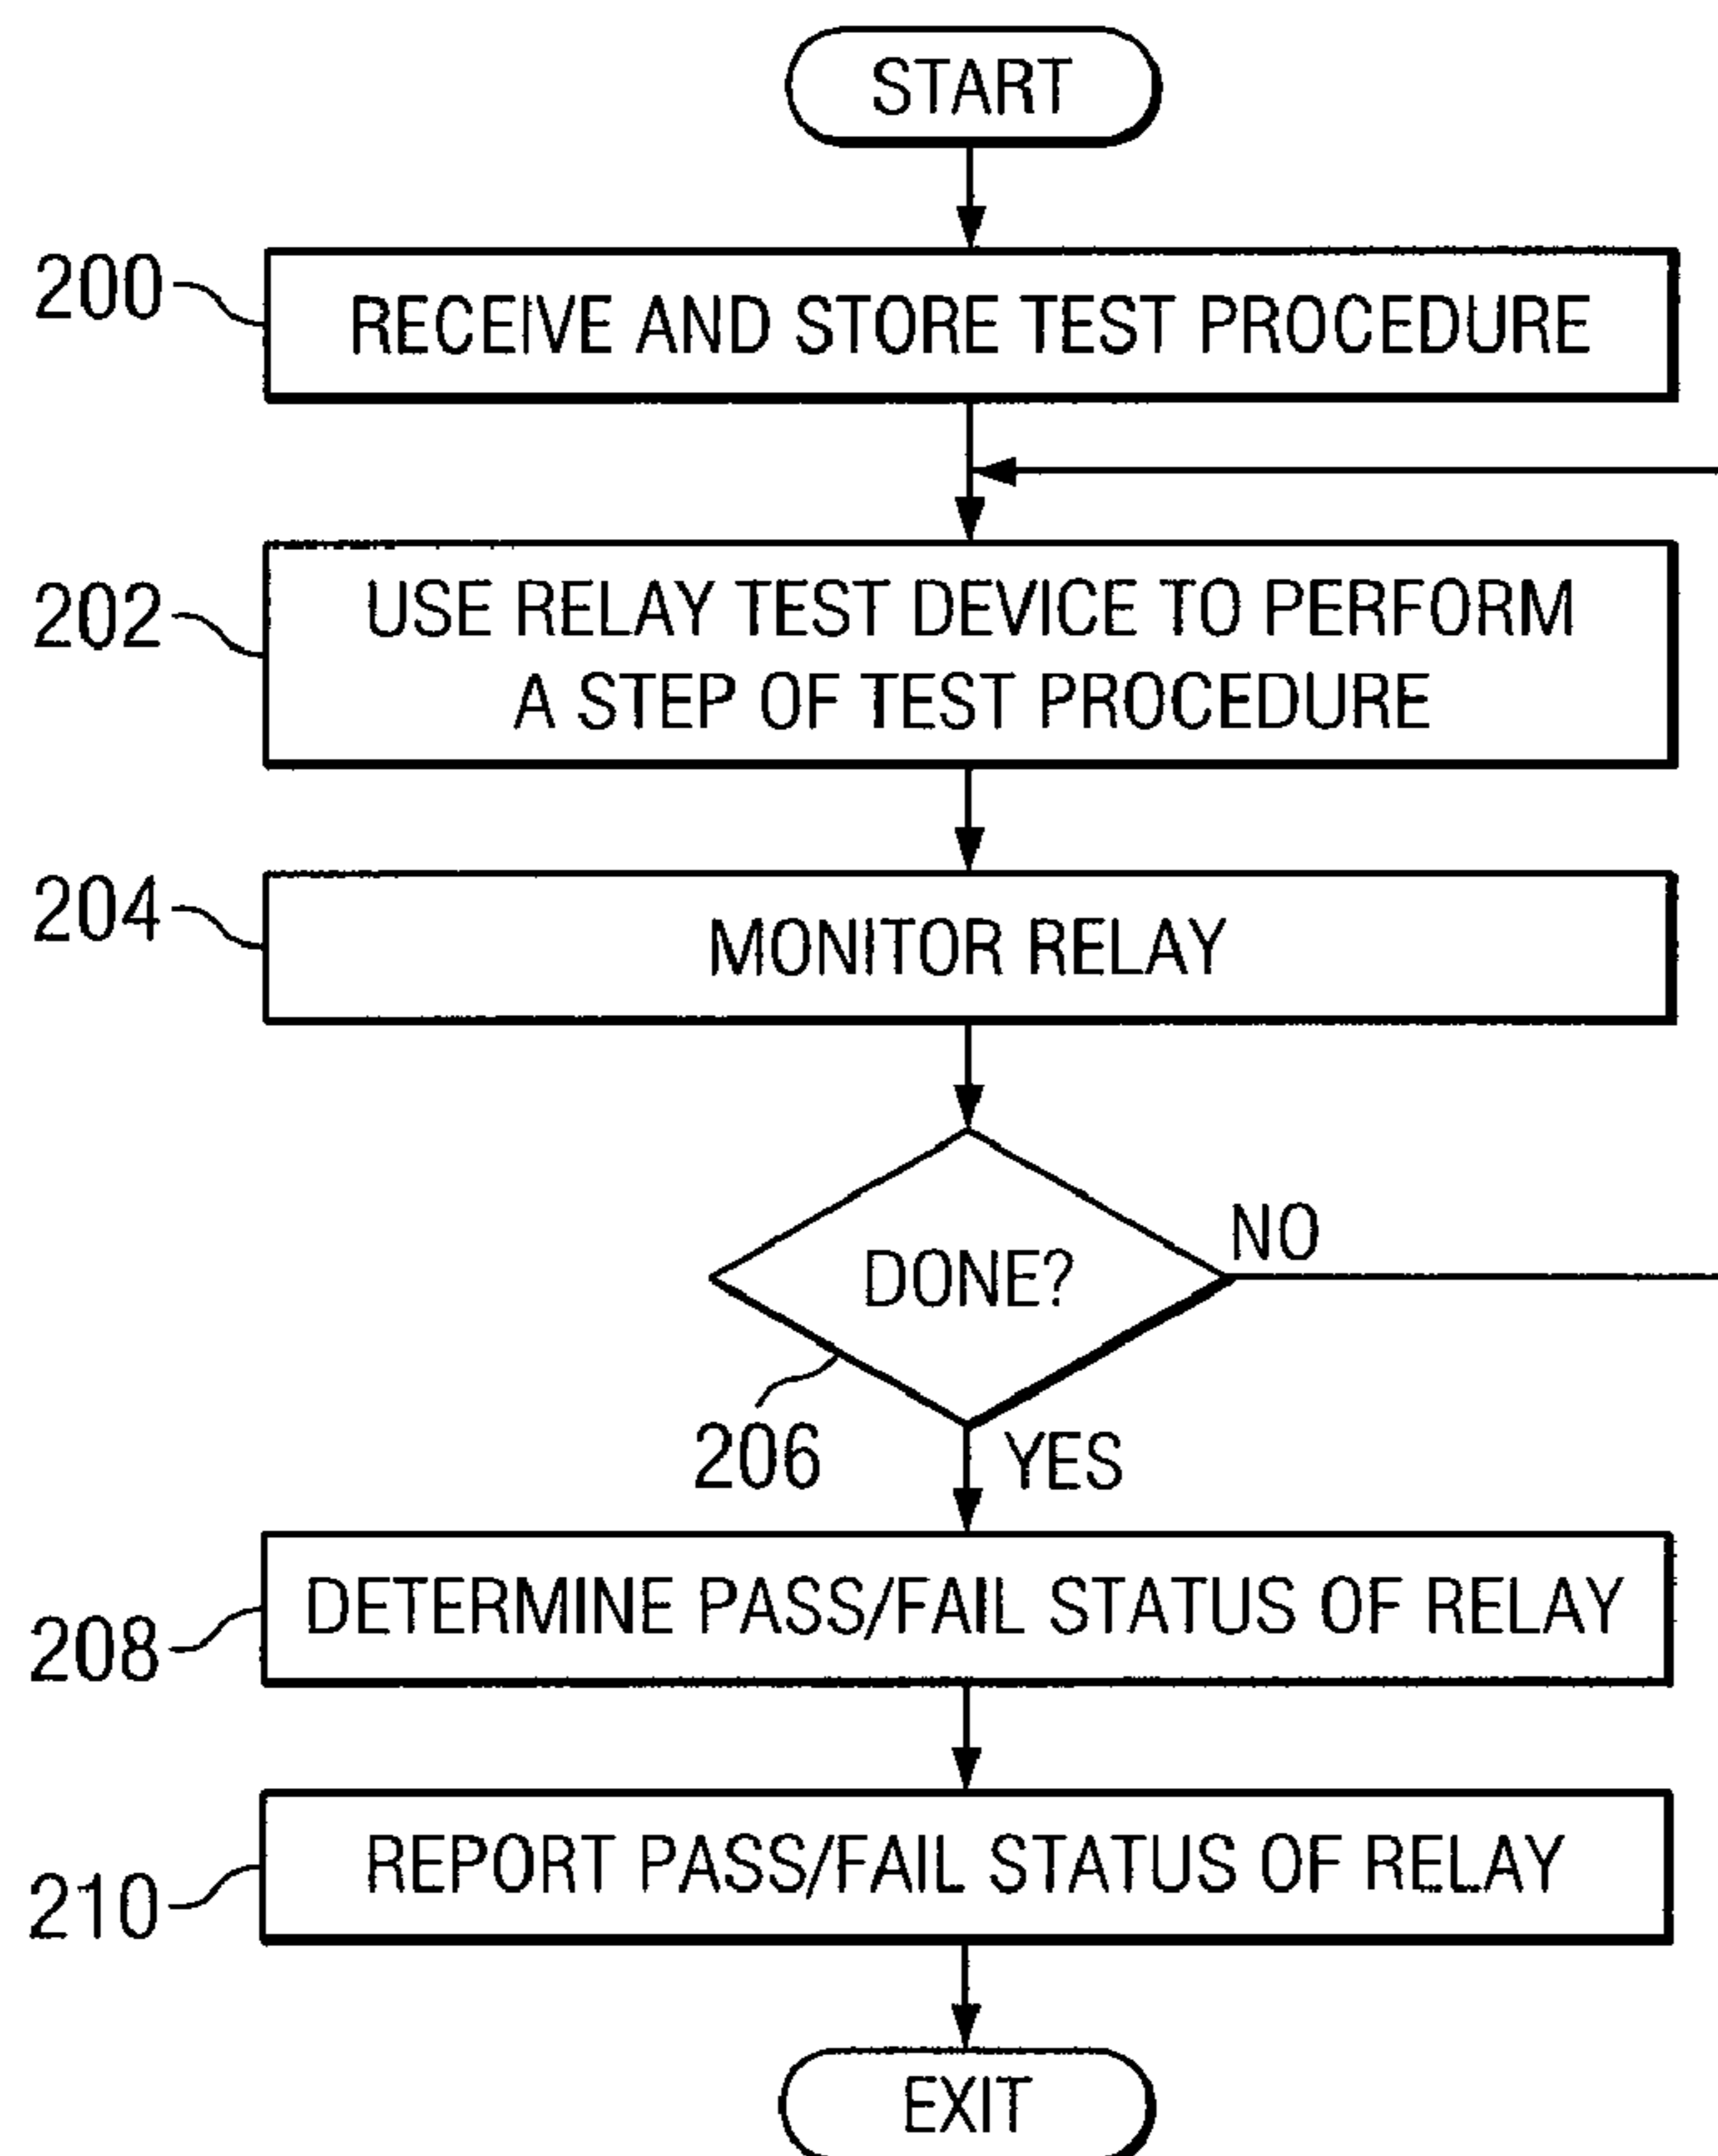 START
200
RECEIVE AND STORE TEST PROCEDURE
202
USE RELAY TEST DEVICE TO PERFORM
A STEP OF TEST PROCEDURE
204
MONITOR RELAY
DONE?
NO
206
YES
208
DETERMINE PASS/FAIL STATUS OF RELAY
210
REPORT PASS/FAIL STATUS OF RELAY
EXIT